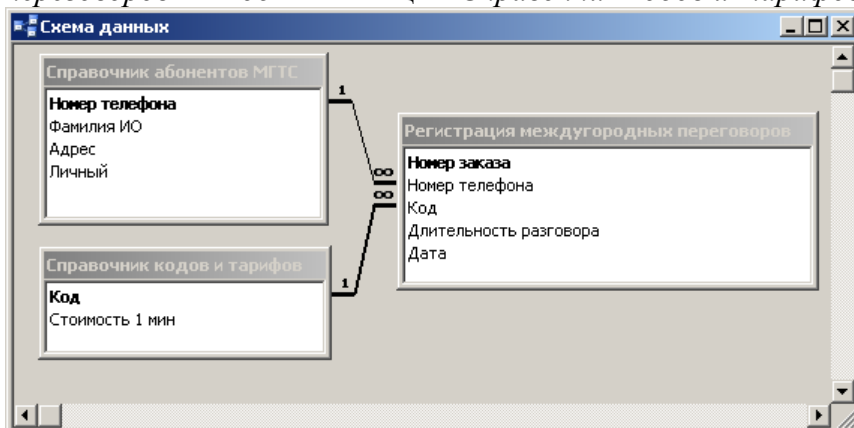 Схема данных
Справочник абонентов МГТС
Номер телефона
Фамилия ИО
Адрес
Личный
1
∞
∞
Регистрация междугородных переговоров
Номер заказа
Номер телефона
Код
Длительность разговора
Дата
Справочник кодов и тарифов
Код
Стоимость 1 мин
1